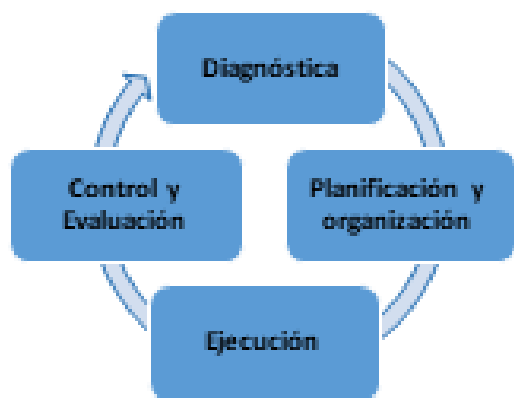 Diagnóstica
Planificación y
organización
Ejecución
Control y
Evaluación